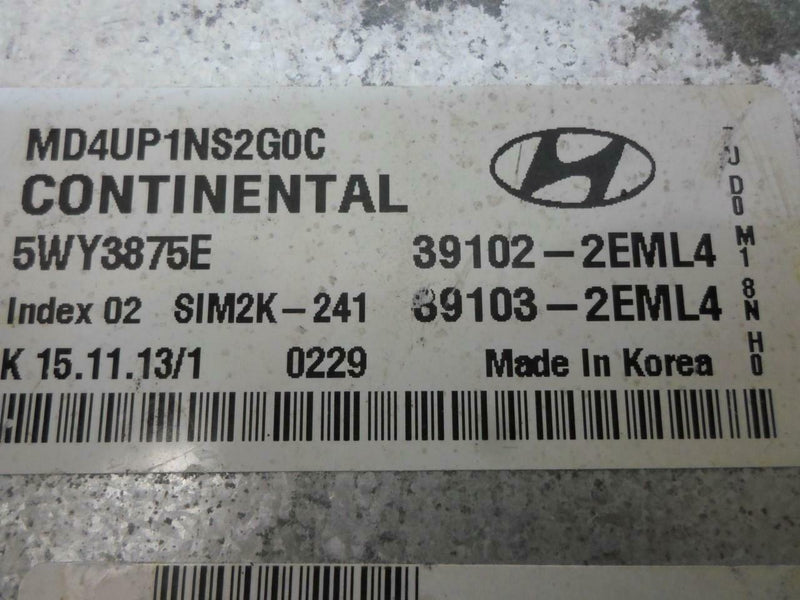 MD4UP1NS2G0C
CONTINENTAL
5WY3875E 39102-2EML4
Index 02 SIM2K-241 39103-2EML4
K 15.11.13/1 0229 Made In Korea
D0
M1
8N
H0